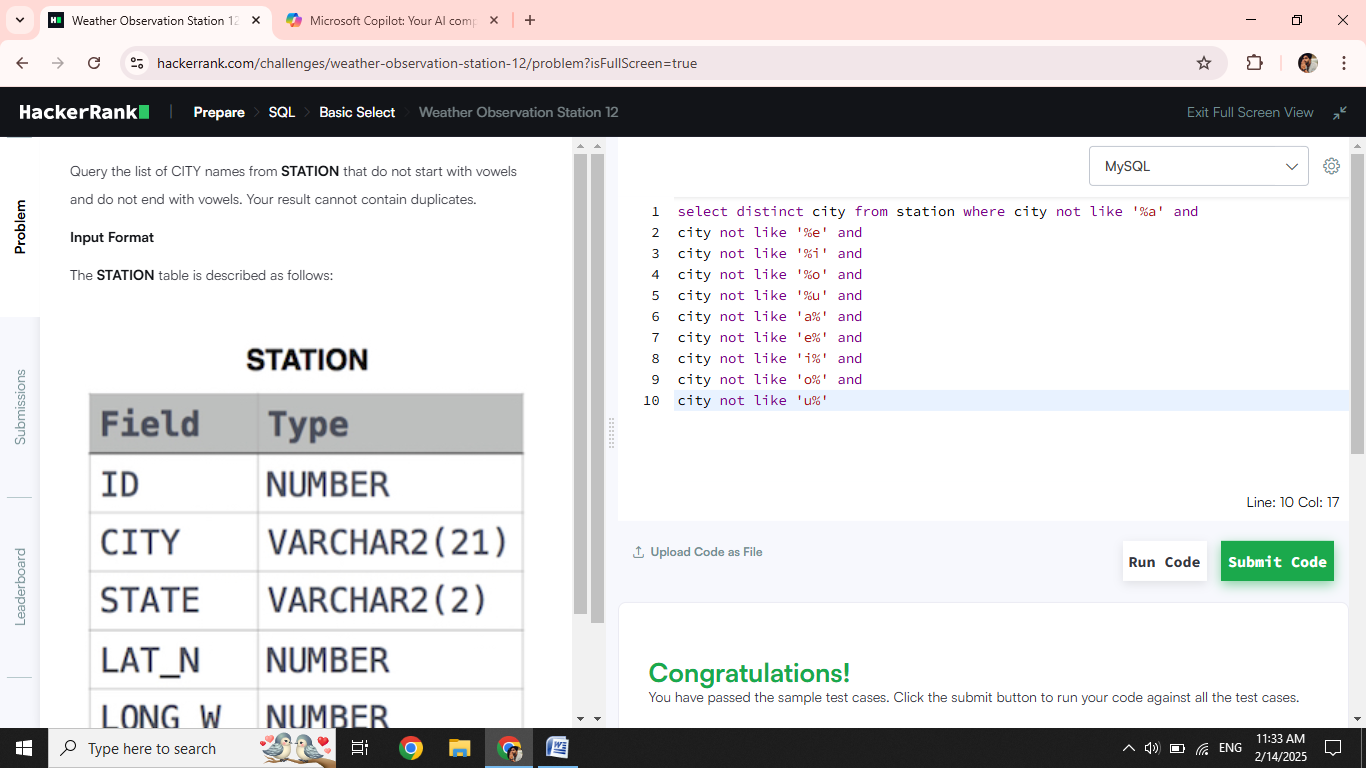 Weather Observation Station 12
Microsoft Copilot: Your AI comp
hackerrank.com/challenges/weather-observation-station-12/problem?isFullScreen=true
HackerRank
Prepare
SQL
Basic Select
Weather Observation Station 12
Exit Full Screen View
Problem
Submissions
Leaderboard
Query the list of CITY names from STATION that do not start with vowels
and do not end with vowels. Your result cannot contain duplicates.
Input Format
The STATION table is described as follows:
STATION
Field Type
ID NUMBER
CITY VARCHAR2(21)
STATE VARCHAR2(2)
LAT_N NUMBER
LONG_W NUMBER
MySQL
1 select distinct city from station where city not like '%a' and
2 city not like '%e' and
3 city not like '%i' and
4 city not like '%o' and
5 city not like '%u' and
6 city not like 'a%' and
7 city not like 'e%' and
8 city not like 'i%' and
9 city not like 'o%' and
10 city not like 'u%'
Line: 10 Col: 17
Upload Code as File
Run Code
Submit Code
Congratulations!
You have passed the sample test cases. Click the submit button to run your code against all the test cases.
Type here to search
ENG
11:33 AM
2/14/2025